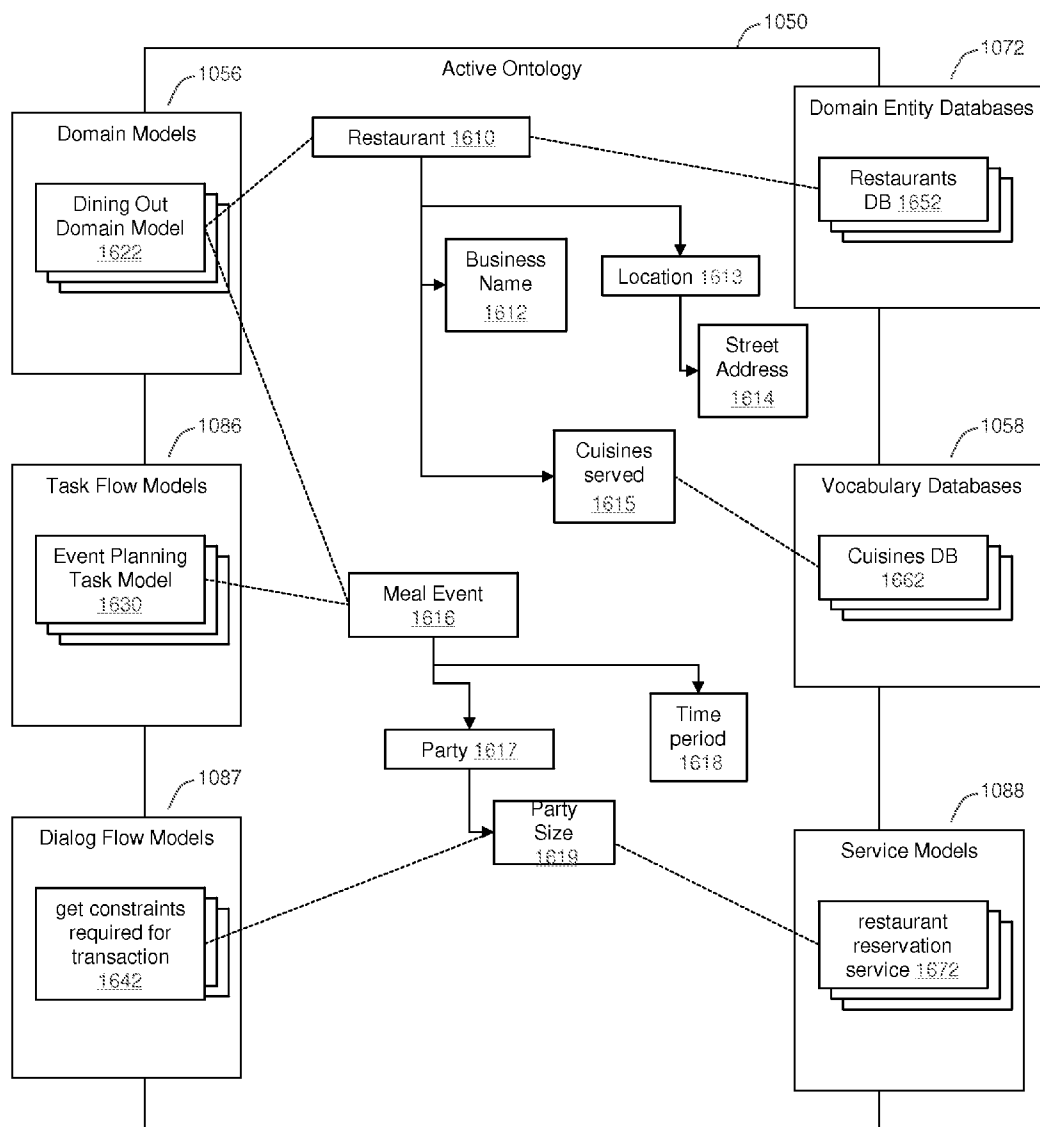 1050
Active Ontology
1056
1072
Domain Models
Domain Entity Databases
Restaurant 1610
Dining Out
Domain Model
1622
Restaurants
DB 1652
Business
Name
1612
Location 1613
Street
Address
1614
1086
1058
Task Flow Models
Cuisines
served
1615
Vocabulary Databases
Event Planning
Task Model
1630
Cuisines DB
1662
Meal Event
1616
Time
period
1618
Party 1617
1087
1088
Party
Size
1619
Dialog Flow Models
Service Models
get constraints
required for
transaction
1642
restaurant
reservation
service 1672